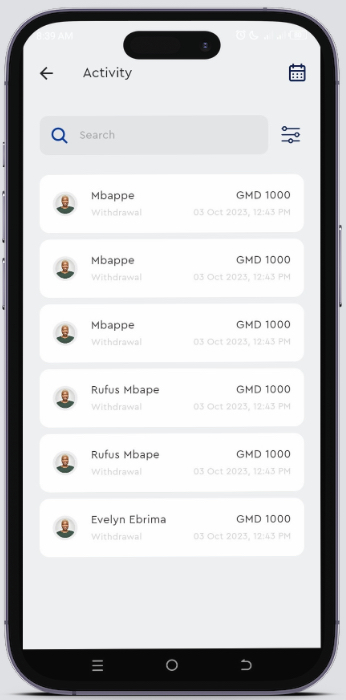 Activity
Search
Mbappe GMD 1000
Withdrawal 03 Oct 2023, 12:43 PM
Mbappe GMD 1000
Withdrawal 03 Oct 2023, 12:43 PM
Mbappe GMD 1000
Withdrawal 03 Oct 2023, 12:43 PM
Rufus Mbape GMD 1000
Withdrawal 03 Oct 2023, 12:43 PM
Rufus Mbape GMD 1000
Withdrawal 03 Oct 2023, 12:43 PM
Evelyn Ebrima GMD 1000
Withdrawal 03 Oct 2023, 12:43 PM